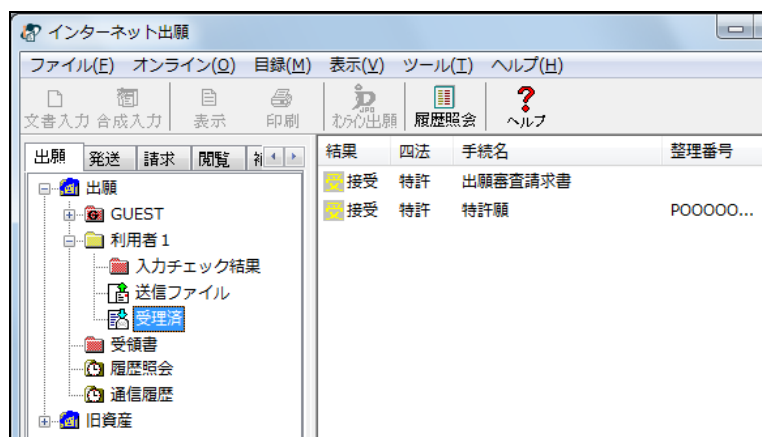 インターネット出願
ファイル(F) オンライン(O) 目録(M) 表示(V) ツール(T) ヘルプ(H)
文書入力 合成入力 表示 印刷 オンライン出願 履歴照会 ヘルプ
出願 発送 請求 閲覧
結果 四法 手続名 整理番号
受 接受 特許 出願審査請求書
受 接受 特許 特許願 POOOOO...
出願
GUEST
利用者1
入力チェック結果
送信ファイル
受理済
受領書
履歴照会
通信履歴
旧資産